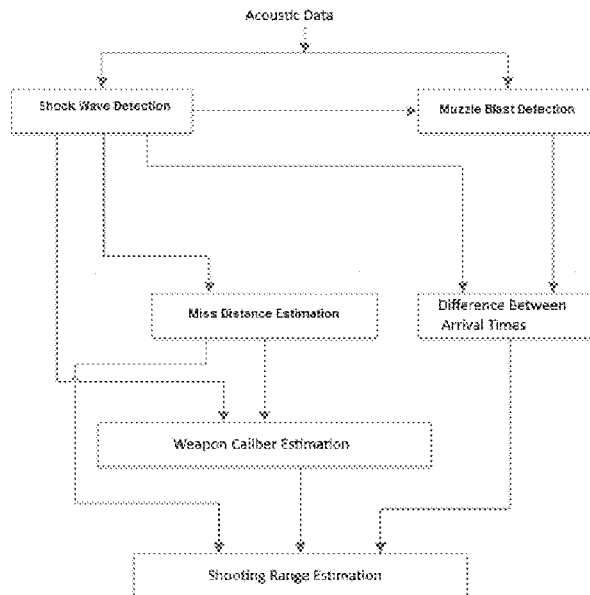 Acoustic Data
Shock Wave Detection
Muzzle Blast Detection
Miss Distance Estimation
Difference Between
Arrival Times
Weapon Caliber Estimation
Shooting Range Estimation